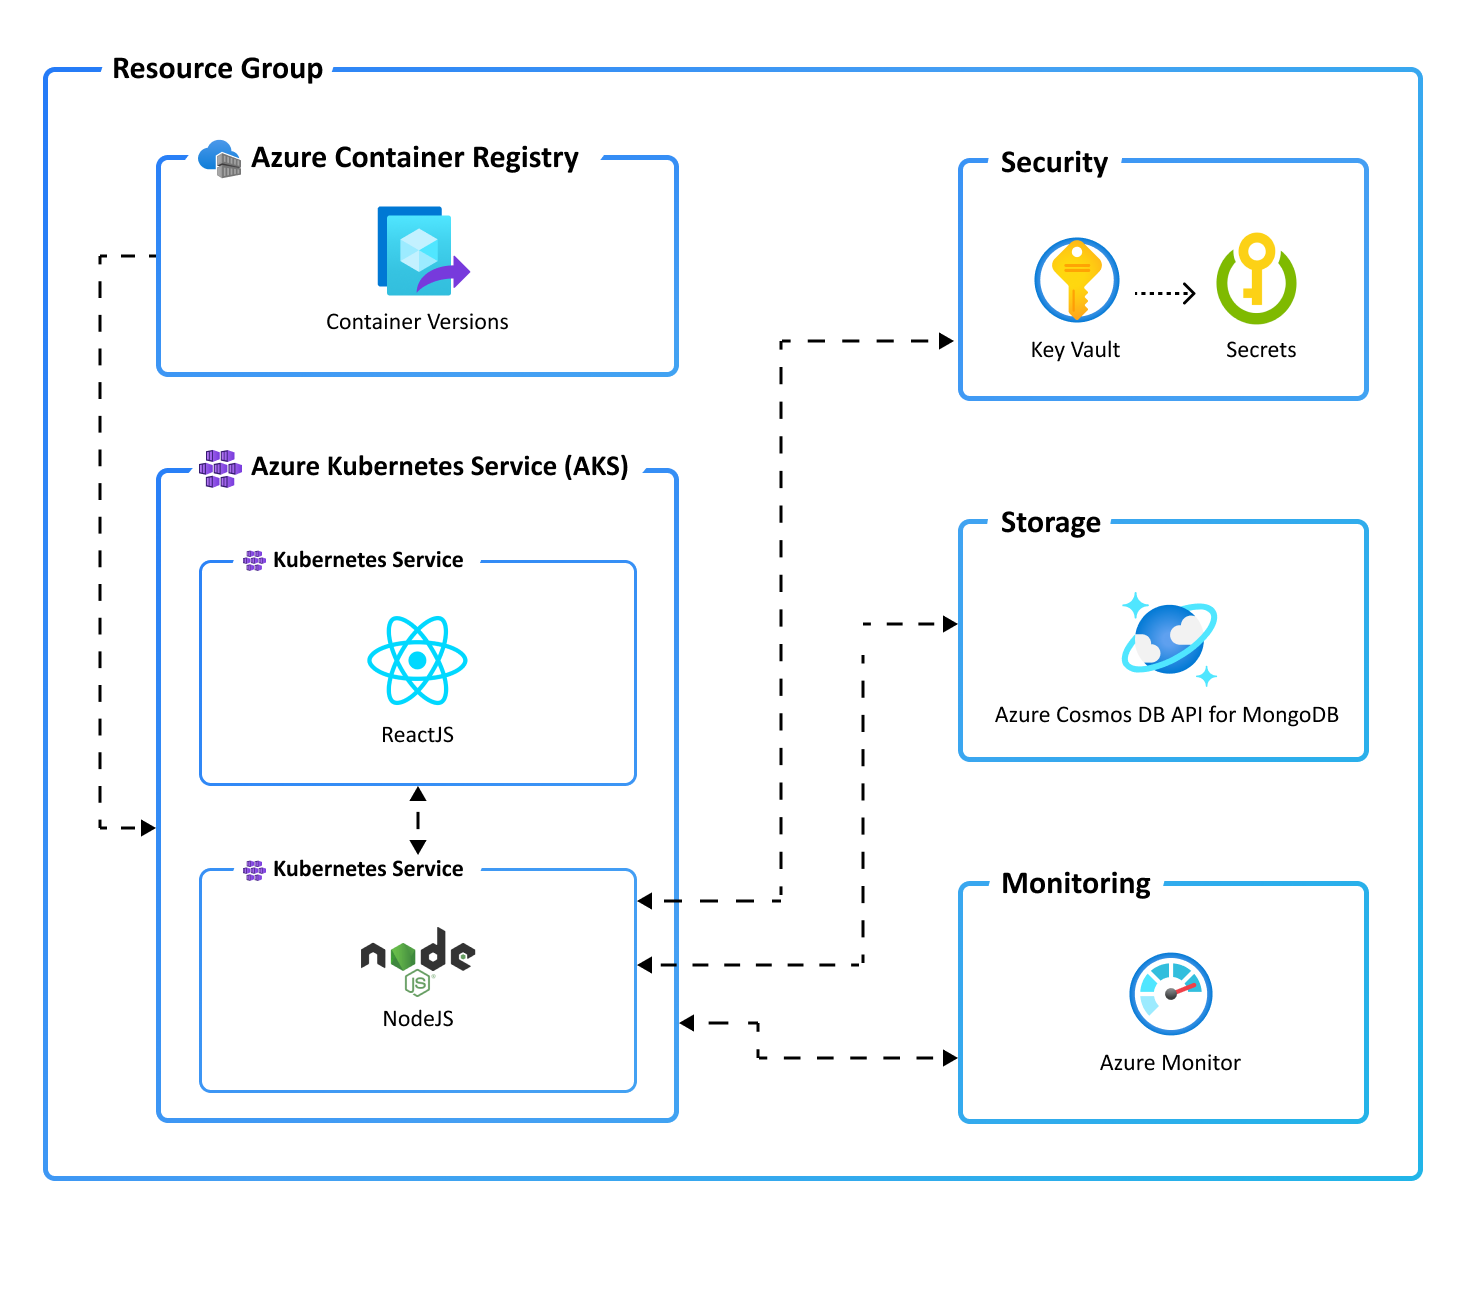 Resource Group
Azure Container Registry
Container Versions
Security
Key Vault
Secrets
Azure Kubernetes Service (AKS)
Kubernetes Service
ReactJS
Storage
Azure Cosmos DB API for MongoDB
Kubernetes Service
node
JS
NodeJS
Monitoring
Azure Monitor